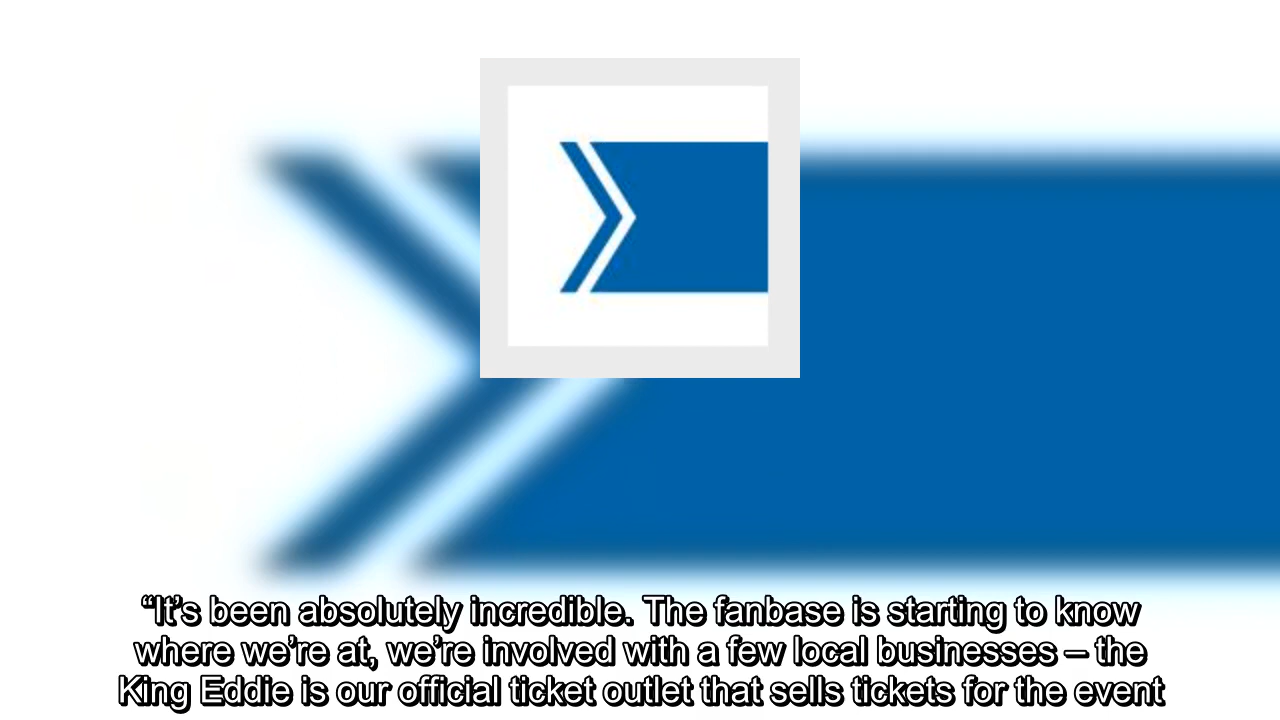 “It’s been absolutely incredible. The fanbase is starting to know
where we’re at, we’re involved with a few local businesses – the
King Eddie is our official ticket outlet that sells tickets for the event